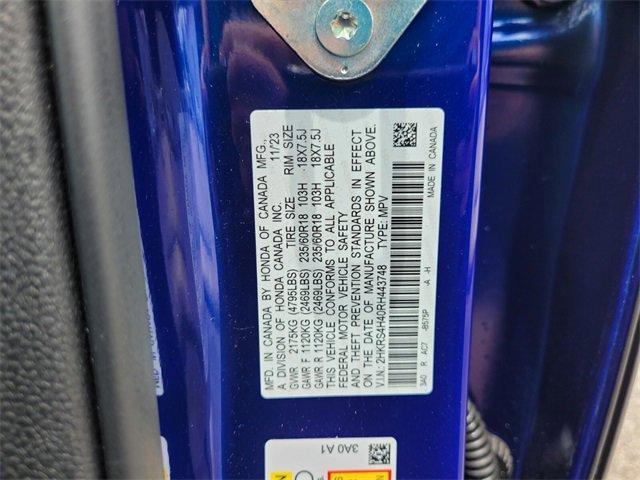 MFD. IN CANADA BY HONDA OF CANADA MFG.,
A DIVISION OF HONDA CANADA INC. 11/23
GVWR 2175KG (4795LBS) TIRE SIZE RIM SIZE
GAWR F 1120KG (2469LBS) 235/60R18 103H 18X7.5J
GAWR R 1120KG (2469LBS) 235/60R18 103H 18X7.5J
THIS VEHICLE CONFORMS TO ALL APPLICABLE
FEDERAL MOTOR VEHICLE SAFETY
AND THEFT PREVENTION STANDARDS IN EFFECT
ON THE DATE OF MANUFACTURE SHOWN ABOVE.
V.I.N.: 2HKRS4H40RH443748 TYPE: MPV
3A0 R AC7 -B575P -A -H MADE IN CANADA
3A0 A1